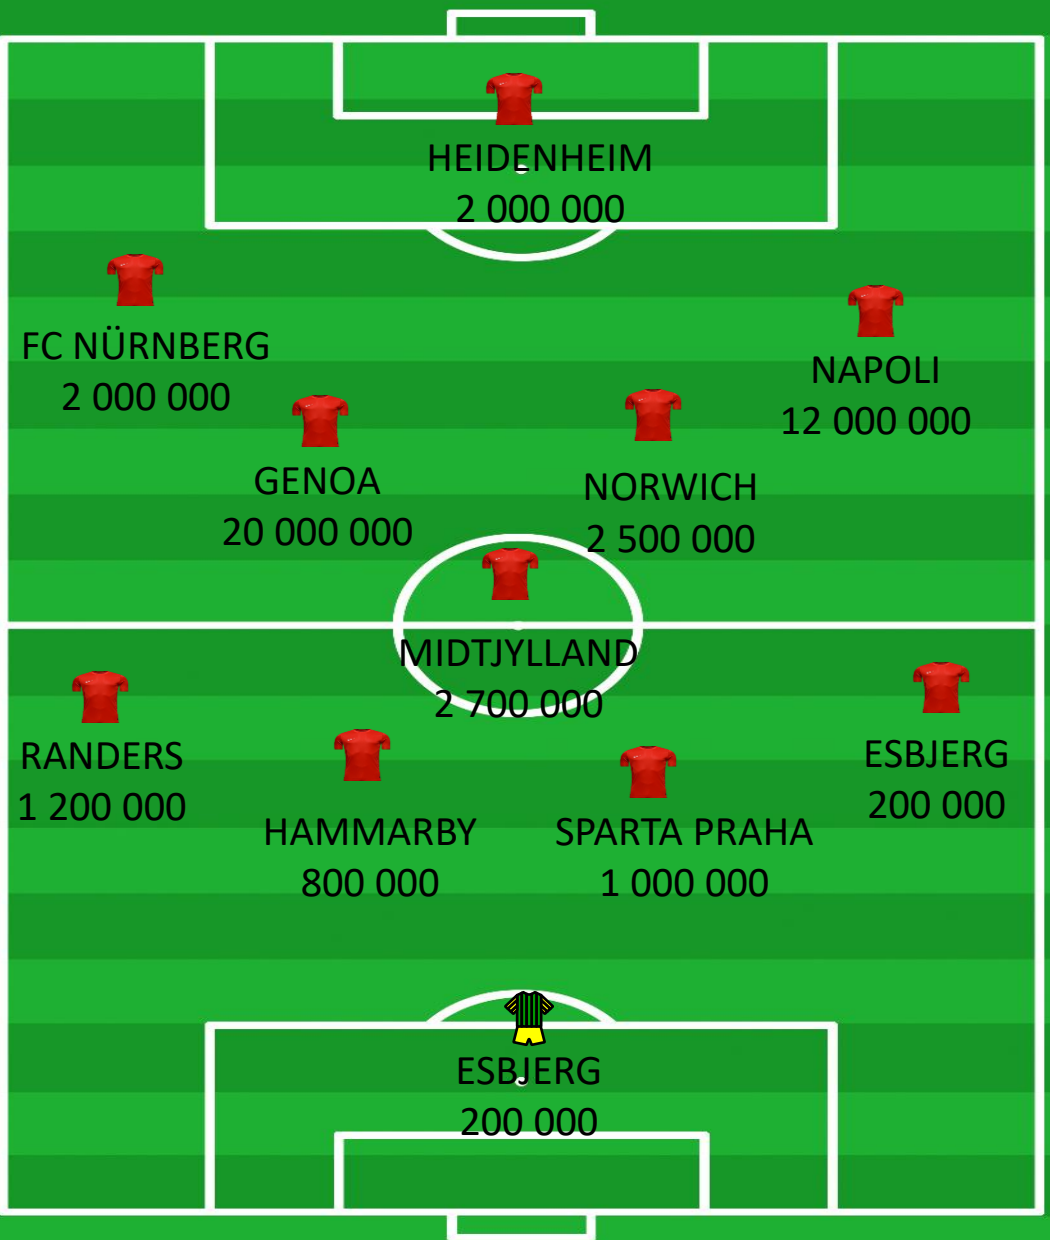 HEIDENHEIM
2 000 000
FC NÜRNBERG
2 000 000
NAPOLI
12 000 000
GENOA
20 000 000
NORWICH
2 500 000
MIDTJYLLAND
2 700 000
RANDERS
1 200 000
ESBJERG
200 000
HAMMARBY
800 000
SPARTA PRAHA
1 000 000
ESBJERG
200 000